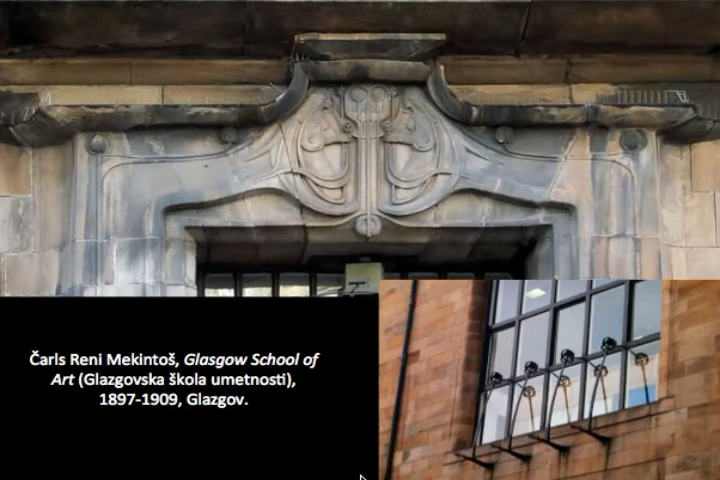 Čarls Reni Mekintoš, Glasgow School of
Art (Glazgovska škola umetnosti),
1897-1909, Glazgov.